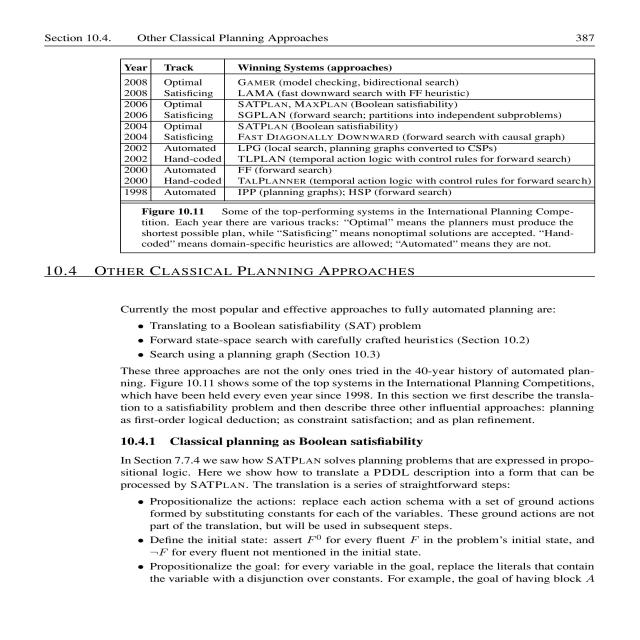 Section 10.4. Other Classical Planning Approaches 387
Year Track Winning Systems (approaches)
2008 Optimal GAMER (model checking, bidirectional search)
2008 Satisficing LAMA (fast downward search with FF heuristic)
2006 Optimal SATPLAN, MAXPLAN (Boolean satisfiability)
2006 Satisficing SGPLAN (forward search; partitions into independent subproblems)
2004 Optimal SATPLAN (Boolean satisfiability)
2004 Satisficing FAST DIAGONALLY DOWNWARD (forward search with causal graph)
2002 Automated LPG (local search, planning graphs converted to CSPs)
2002 Hand-coded TLPLAN (temporal action logic with control rules for forward search)
2000 Automated FF (forward search)
2000 Hand-coded TALPLANNER (temporal action logic with control rules for forward search)
1998 Automated IPP (planning graphs); HSP (forward search)
Figure 10.11 Some of the top-performing systems in the International Planning Compe-
tition. Each year there are various tracks: “Optimal” means the planners must produce the
shortest possible plan, while “Satisficing” means nonoptimal solutions are accepted. “Hand-
coded” means domain-specific heuristics are allowed; “Automated” means they are not.
10.4 OTHER CLASSICAL PLANNING APPROACHES
Currently the most popular and effective approaches to fully automated planning are:
• Translating to a Boolean satisfiability (SAT) problem
• Forward state-space search with carefully crafted heuristics (Section 10.2)
• Search using a planning graph (Section 10.3)
These three approaches are not the only ones tried in the 40-year history of automated plan-
ning. Figure 10.11 shows some of the top systems in the International Planning Competitions,
which have been held every even year since 1998. In this section we first describe the transla-
tion to a satisfiability problem and then describe three other influential approaches: planning
as first-order logical deduction; as constraint satisfaction; and as plan refinement.
10.4.1 Classical planning as Boolean satisfiability
In Section 7.7.4 we saw how SATPLAN solves planning problems that are expressed in propo-
sitional logic. Here we show how to translate a PDDL description into a form that can be
processed by SATPLAN. The translation is a series of straightforward steps:
• Propositionalize the actions: replace each action schema with a set of ground actions
formed by substituting constants for each of the variables. These ground actions are not
part of the translation, but will be used in subsequent steps.
• Define the initial state: assert F⁰ for every fluent F in the problem’s initial state, and
¬F for every fluent not mentioned in the initial state.
• Propositionalize the goal: for every variable in the goal, replace the literals that contain
the variable with a disjunction over constants. For example, the goal of having block A